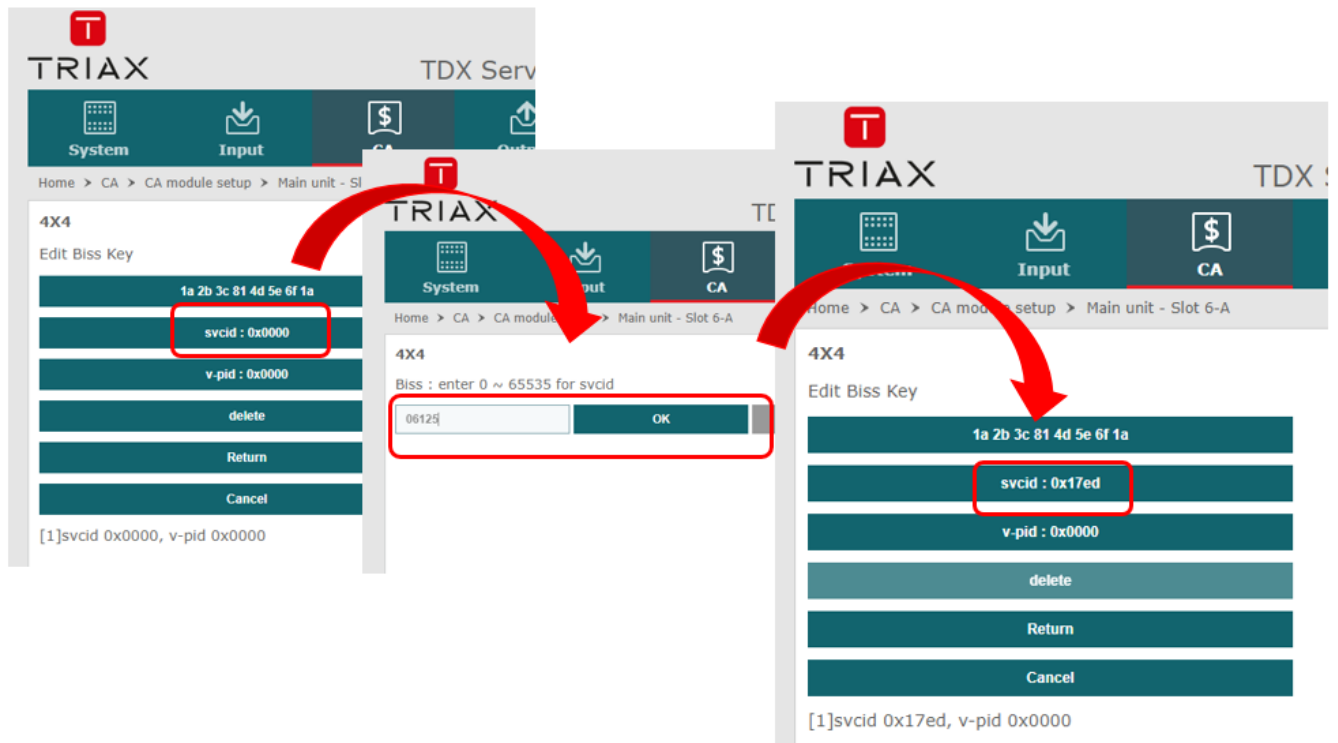 TRIAX
TDX Serv
System
Input
CA
Home > CA > CA module setup > Main unit - Sl
4X4
Edit Biss Key
1a 2b 3c 81 4d 5e 6f 1a
svcid : 0x0000
v-pid : 0x0000
delete
Return
Cancel
[1]svcid 0x0000, v-pid 0x0000
TRIAX
System
CA
Home > CA > CA module > Main unit - Slot 6-A
4X4
Biss : enter 0 ~ 65535 for svcid
06125
OK
TRIAX
TDX S
System
Input
CA
Home > CA > CA module setup > Main unit - Slot 6-A
4X4
Edit Biss Key
1a 2b 3c 81 4d 5e 6f 1a
svcid : 0x17ed
v-pid : 0x0000
delete
Return
Cancel
[1]svcid 0x17ed, v-pid 0x0000